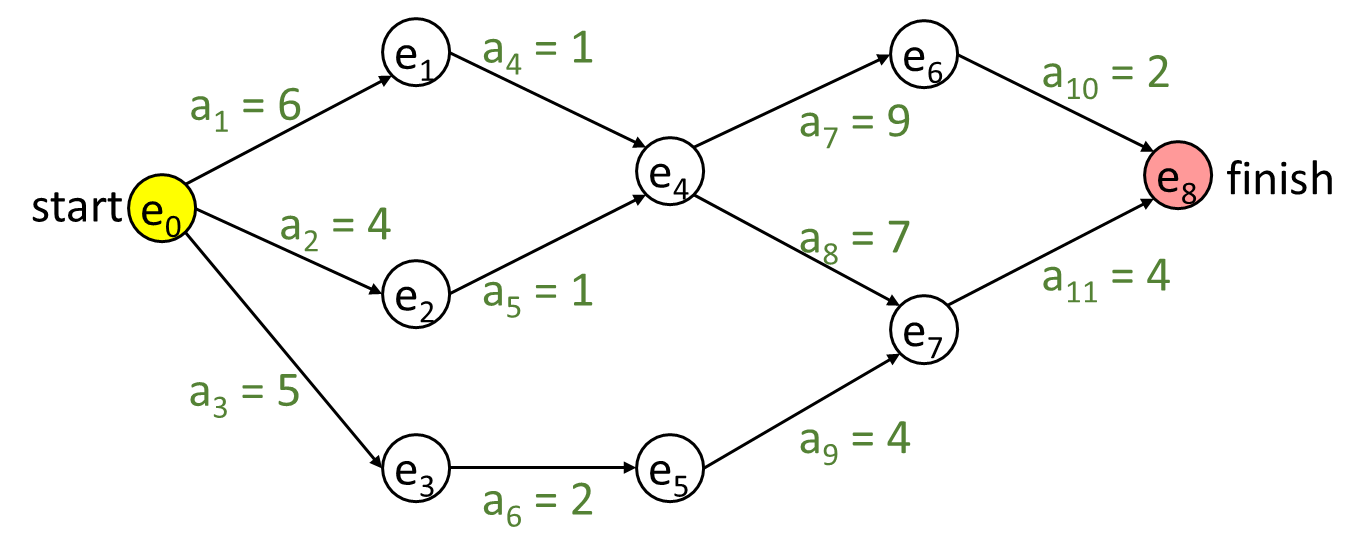 e₁
a₄ = 1
e₆
a₁₀ = 2
a₁ = 6
a₇ = 9
e₄
e₈
finish
start
e₀
a₂ = 4
a₈ = 7
e₂
a₅ = 1
a₁₁ = 4
e₇
a₃ = 5
a₉ = 4
e₃
e₅
a₆ = 2